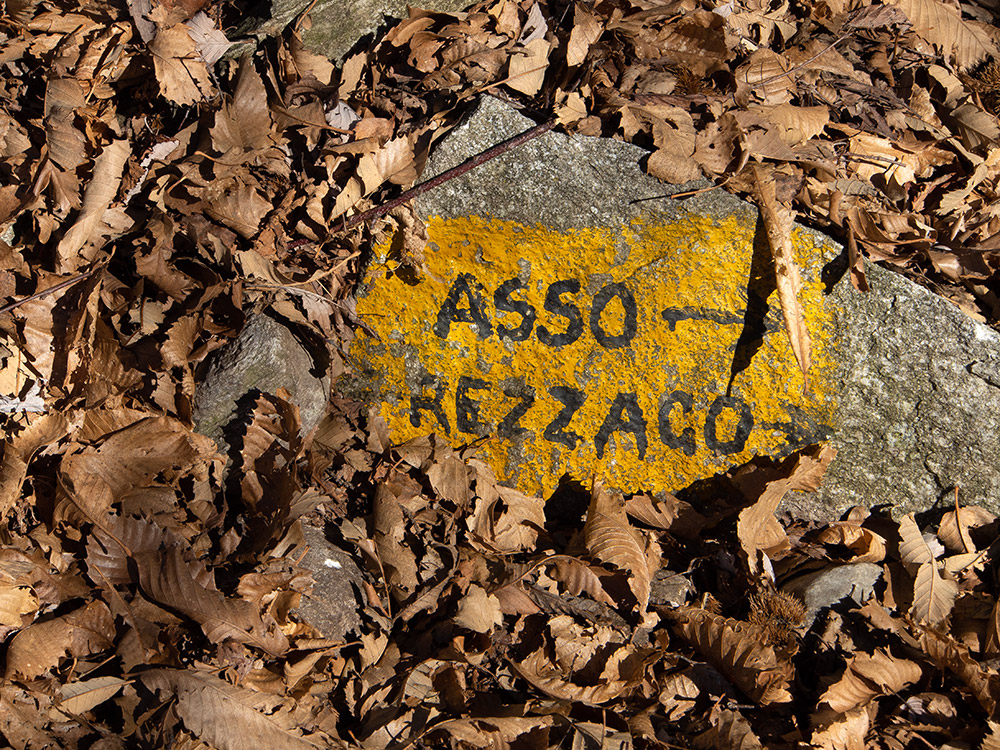 ASSO →
REZZAGO →